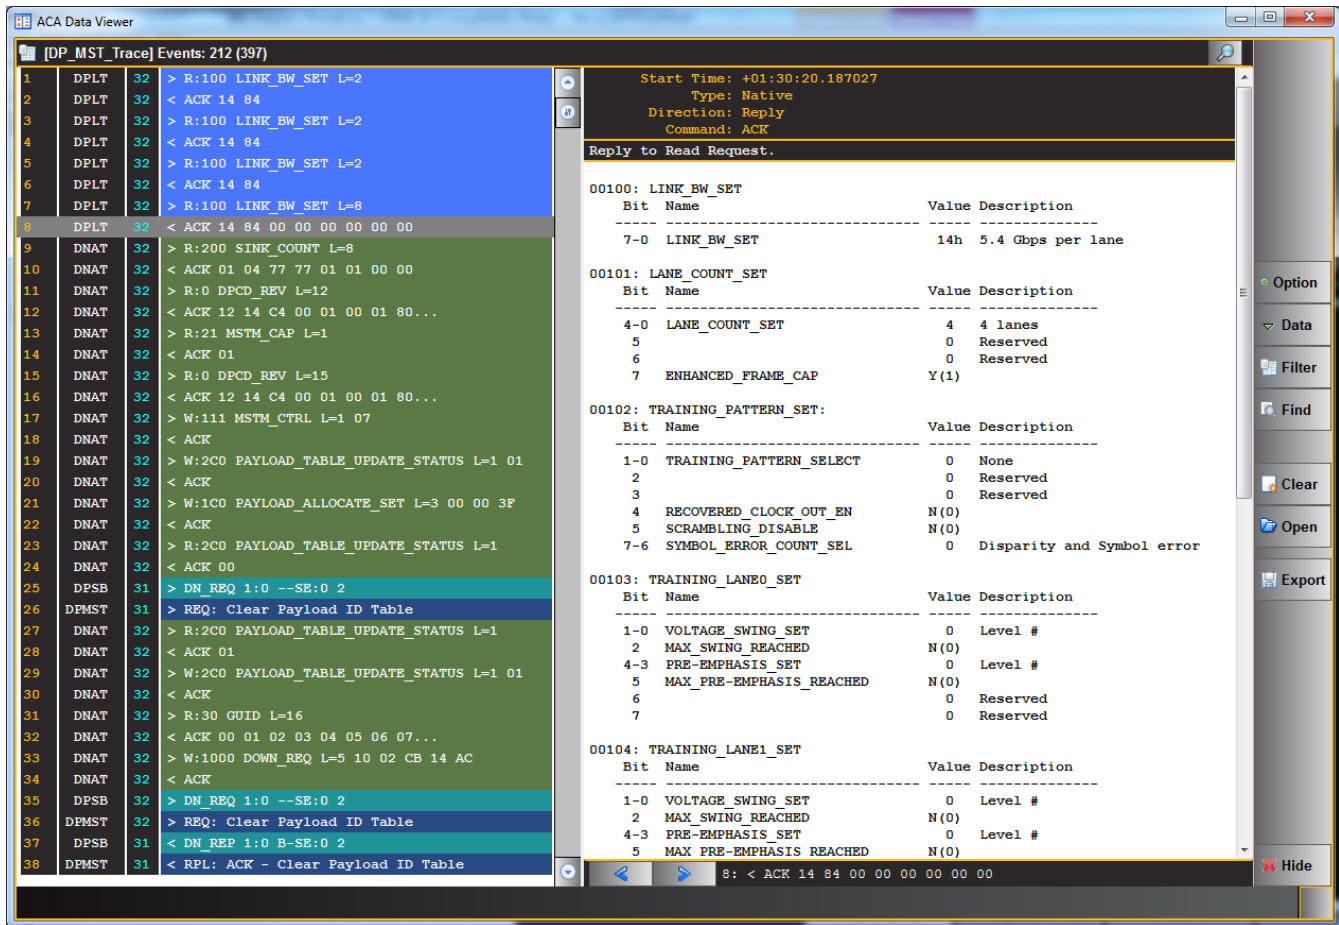 ACA Data Viewer
[DP_MST_Trace] Events: 212 (397)
1 DPLT 32 > R:100 LINK_BW_SET L=2
2 DPLT 32 < ACK 14 84
3 DPLT 32 > R:100 LINK_BW_SET L=2
4 DPLT 32 < ACK 14 84
5 DPLT 32 > R:100 LINK_BW_SET L=2
6 DPLT 32 < ACK 14 84
7 DPLT 32 > R:100 LINK_BW_SET L=8
8 DPLT 32 < ACK 14 84 00 00 00 00 00 00
9 DNAT 32 > R:200 SINK_COUNT L=8
10 DNAT 32 < ACK 01 04 77 77 01 01 00 00
11 DNAT 32 > R:0 DPCD_REV L=12
12 DNAT 32 < ACK 12 14 C4 00 01 00 01 80...
13 DNAT 32 > R:21 MSTM_CAP L=1
14 DNAT 32 < ACK 01
15 DNAT 32 > R:0 DPCD_REV L=15
16 DNAT 32 < ACK 12 14 C4 00 01 00 01 80...
17 DNAT 32 > W:111 MSTM_CTRL L=1 07
18 DNAT 32 < ACK
19 DNAT 32 > W:2C0 PAYLOAD_TABLE_UPDATE_STATUS L=1 01
20 DNAT 32 < ACK
21 DNAT 32 > W:1C0 PAYLOAD_ALLOCATE_SET L=3 00 00 3F
22 DNAT 32 < ACK
23 DNAT 32 > R:2C0 PAYLOAD_TABLE_UPDATE_STATUS L=1
24 DNAT 32 < ACK 00
25 DPSB 31 > DN_REQ 1:0 --SE:0 2
26 DPMST 31 > REQ: Clear Payload ID Table
27 DNAT 32 > R:2C0 PAYLOAD_TABLE_UPDATE_STATUS L=1
28 DNAT 32 < ACK 01
29 DNAT 32 > W:2C0 PAYLOAD_TABLE_UPDATE_STATUS L=1 01
30 DNAT 32 < ACK
31 DNAT 32 > R:30 GUID L=16
32 DNAT 32 < ACK 00 01 02 03 04 05 06 07...
33 DNAT 32 > W:1000 DOWN_REQ L=5 10 02 CB 14 AC
34 DNAT 32 < ACK
35 DPSB 32 > DN_REQ 1:0 --SE:0 2
36 DPMST 32 > REQ: Clear Payload ID Table
37 DPSB 31 < DN_REP 1:0 B-SE:0 2
38 DPMST 31 < RPL: ACK - Clear Payload ID Table
Start Time: +01:30:20.187027
Type: Native
Direction: Reply
Command: ACK
Reply to Read Request.
00100: LINK_BW_SET
Bit Name Value Description
----- ------------------------------ ----- --------------
7-0 LINK_BW_SET 14h 5.4 Gbps per lane
00101: LANE_COUNT_SET
Bit Name Value Description
----- ------------------------------ ----- --------------
4-0 LANE_COUNT_SET 4 4 lanes
5 0 Reserved
6 0 Reserved
7 ENHANCED_FRAME_CAP Y(1)
00102: TRAINING_PATTERN_SET:
Bit Name Value Description
----- ------------------------------ ----- --------------
1-0 TRAINING_PATTERN_SELECT 0 None
2 0 Reserved
3 0 Reserved
4 RECOVERED_CLOCK_OUT_EN N(0)
5 SCRAMBLING_DISABLE N(0)
7-6 SYMBOL_ERROR_COUNT_SEL 0 Disparity and Symbol error
00103: TRAINING_LANE0_SET
Bit Name Value Description
----- ------------------------------ ----- --------------
1-0 VOLTAGE_SWING_SET 0 Level #
2 MAX_SWING_REACHED N(0)
4-3 PRE-EMPHASIS_SET 0 Level #
5 MAX_PRE-EMPHASIS_REACHED N(0)
6 0 Reserved
7 0 Reserved
00104: TRAINING_LANE1_SET
Bit Name Value Description
----- ------------------------------ ----- --------------
1-0 VOLTAGE_SWING_SET 0 Level #
2 MAX_SWING_REACHED N(0)
4-3 PRE-EMPHASIS_SET 0 Level #
5 MAX_PRE-EMPHASIS_REACHED N(0)
8: < ACK 14 84 00 00 00 00 00 00
Option
Data
Filter
Find
Clear
Open
Export
Hide